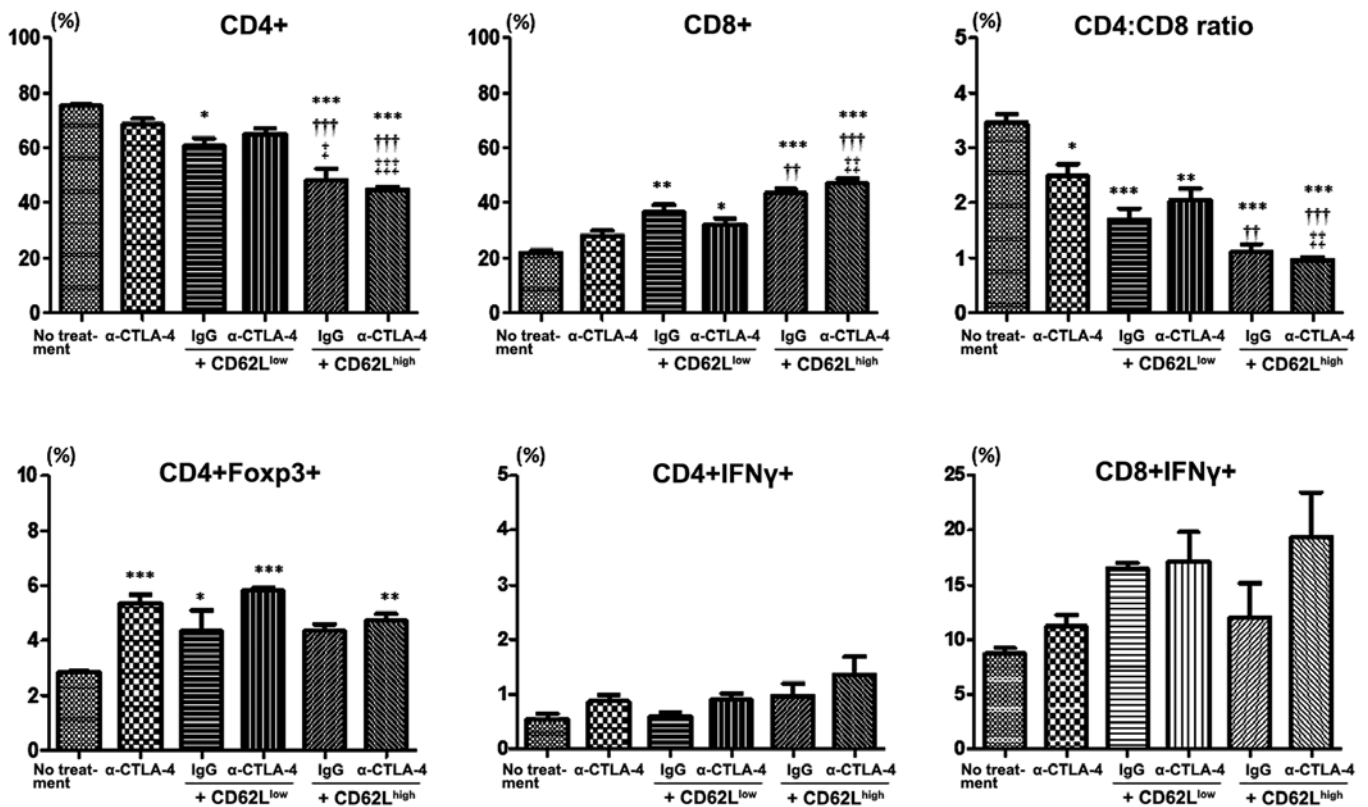 (%) CD4+
100
80
60
40
20
0
*
***
†††
‡
***
†††
‡‡‡
No treat-
ment
α-CTLA-4
IgG α-CTLA-4 IgG α-CTLA-4
+ CD62Llow + CD62Lhigh
(%) CD8+
100
80
60
40
20
0
**
*
***
††
***
†††
‡‡
No treat-
ment
α-CTLA-4
IgG α-CTLA-4 IgG α-CTLA-4
+ CD62Llow + CD62Lhigh
(%) CD4:CD8 ratio
5
4
3
2
1
0
*
***
**
***
††
***
†††
‡‡
No treat-
ment
α-CTLA-4
IgG α-CTLA-4 IgG α-CTLA-4
+ CD62Llow + CD62Lhigh
(%) CD4+Foxp3+
10
8
6
4
2
0
***
*
***
**
No treat-
ment
α-CTLA-4
IgG α-CTLA-4 IgG α-CTLA-4
+ CD62Llow + CD62Lhigh
(%) CD4+IFNγ+
5
4
3
2
1
0
No treat-
ment
α-CTLA-4
IgG α-CTLA-4 IgG α-CTLA-4
+ CD62Llow + CD62Lhigh
(%) CD8+IFNγ+
25
20
15
10
5
0
No treat-
ment
α-CTLA-4
IgG α-CTLA-4 IgG α-CTLA-4
+ CD62Llow + CD62Lhigh